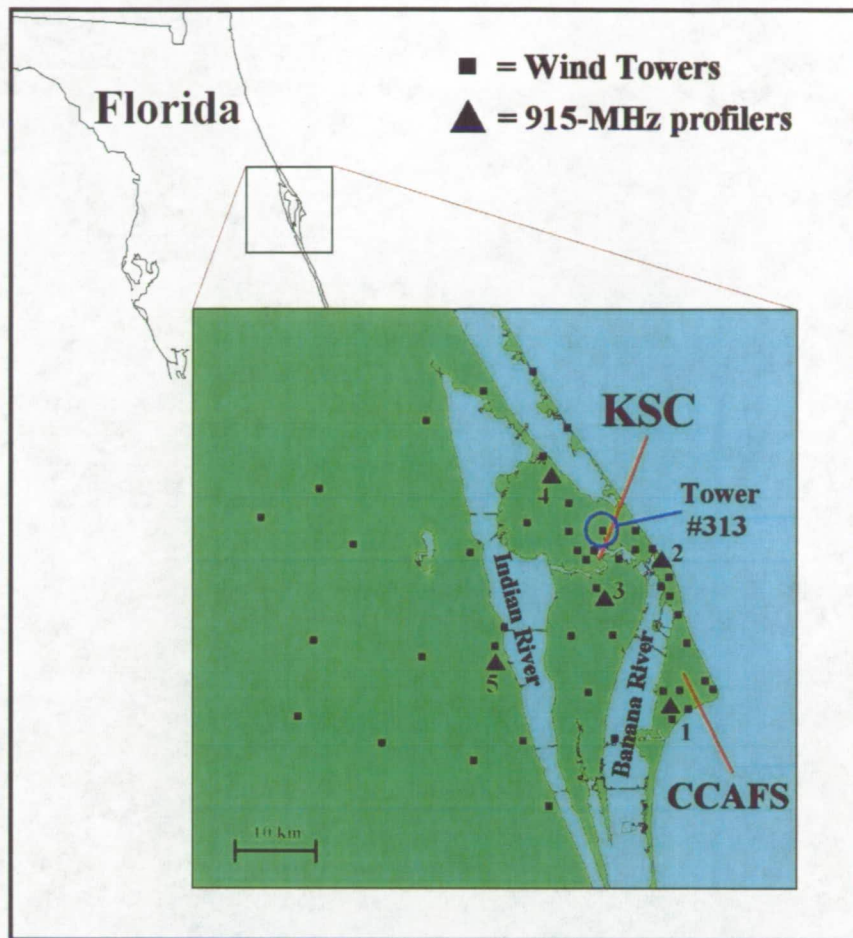 Florida
= Wind Towers
= 915-MHz profilers
KSC
Tower
#313
4
2
3
Indian River
5
Banana River
1
CCAFS
10 km